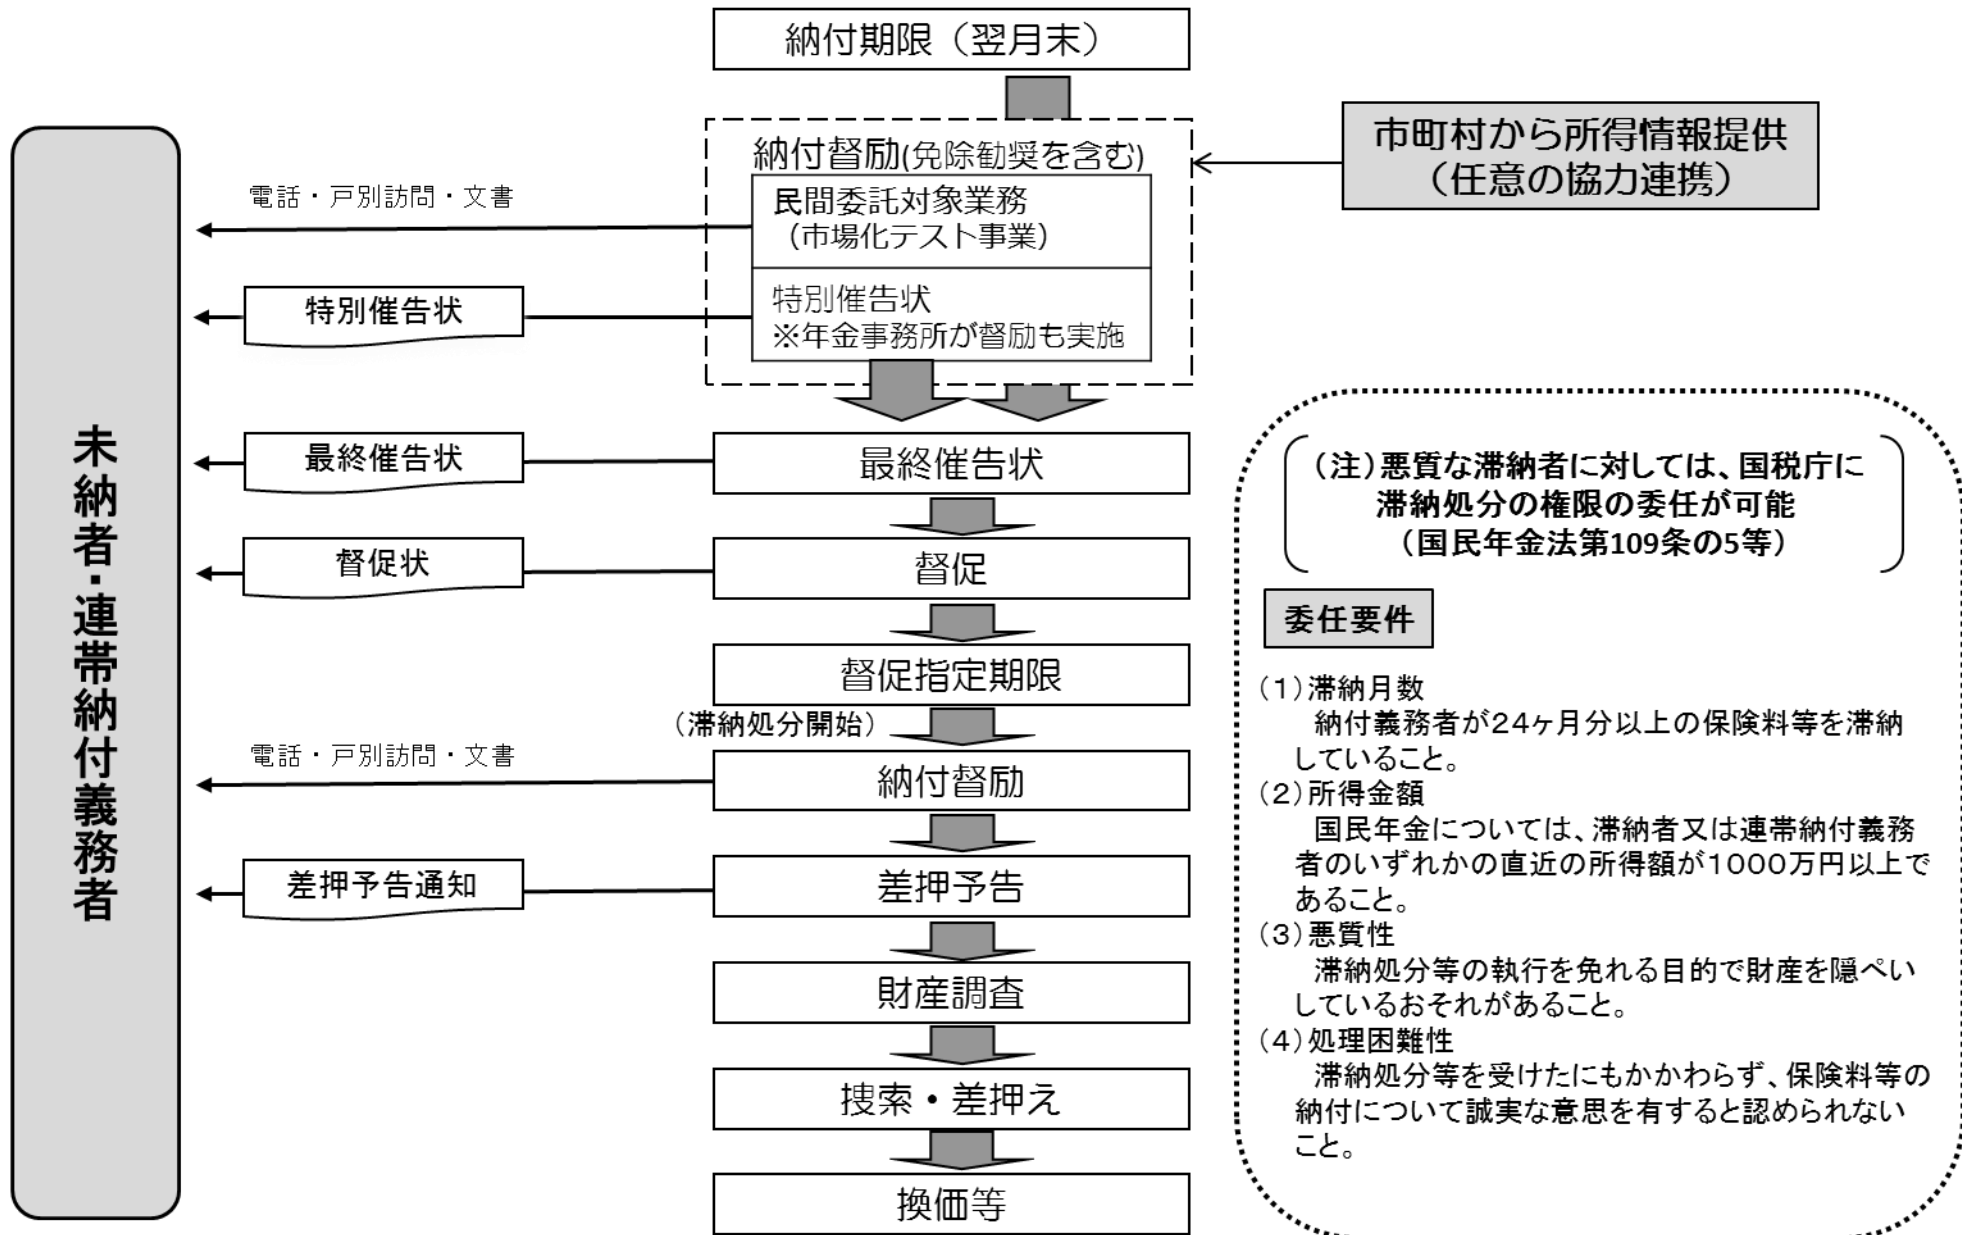 納付期限（翌月末）
市町村から所得情報提供
（任意の協力連携）
納付督励(免除勧奨を含む)
民間委託対象業務
（市場化テスト事業）
特別催告状
※年金事務所が督励も実施
電話・戸別訪問・文書
特別催告状
未納者・連帯納付義務者
最終催告状
最終催告状
督促状
督促
督促指定期限
（滞納処分開始）
電話・戸別訪問・文書
納付督励
差押予告通知
差押予告
財産調査
捜索・差押え
換価等
（注）悪質な滞納者に対しては、国税庁に
滞納処分の権限の委任が可能
（国民年金法第109条の5等）
委任要件
（1）滞納月数
納付義務者が24ヶ月分以上の保険料等を滞納
していること。
（2）所得金額
国民年金については、滞納者又は連帯納付義務
者のいずれかの直近の所得額が1000万円以上で
あること。
（3）悪質性
滞納処分等の執行を免れる目的で財産を隠ぺい
しているおそれがあること。
（4）処理困難性
滞納処分等を受けたにもかかわらず、保険料等の
納付について誠実な意思を有すると認められない
こと。